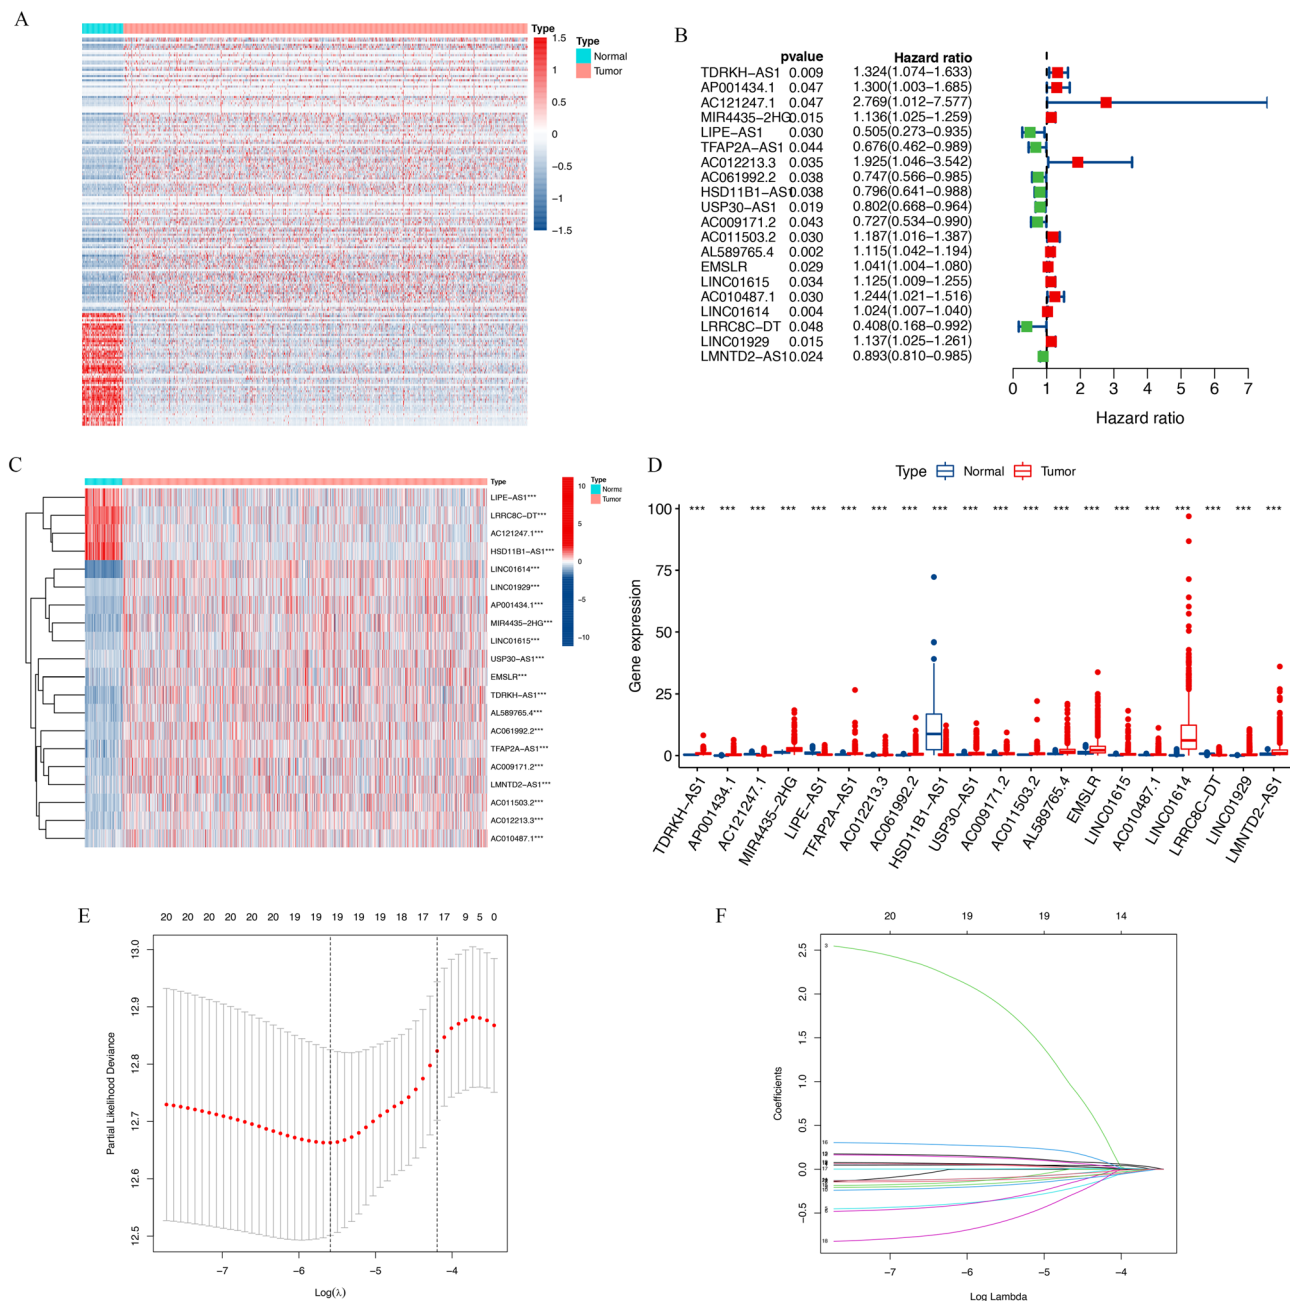 A
Type
1.5
1
0.5
0
−0.5
−1
−1.5
Type
Normal
Tumor
B
pvalue Hazard ratio
TDRKH−AS1 0.009 1.324(1.074−1.633)
AP001434.1 0.047 1.300(1.003−1.685)
AC121247.1 0.047 2.769(1.012−7.577)
MIR4435−2HG 0.015 1.136(1.025−1.259)
LIPE−AS1 0.030 0.505(0.273−0.935)
TFAP2A−AS1 0.044 0.676(0.462−0.989)
AC012213.3 0.035 1.925(1.046−3.542)
AC061992.2 0.038 0.747(0.566−0.985)
HSD11B1−AS1 0.038 0.796(0.641−0.988)
USP30−AS1 0.019 0.802(0.668−0.964)
AC009171.2 0.043 0.727(0.534−0.990)
AC011503.2 0.030 1.187(1.016−1.387)
AL589765.4 0.002 1.115(1.042−1.194)
EMSLR 0.029 1.041(1.004−1.080)
LINC01615 0.034 1.125(1.009−1.255)
AC010487.1 0.030 1.244(1.021−1.516)
LINC01614 0.004 1.024(1.007−1.040)
LRRC8C−DT 0.048 0.408(0.168−0.992)
LINC01929 0.015 1.137(1.025−1.261)
LMNTD2−AS1 0.024 0.893(0.810−0.985)
0 1 2 3 4 5 6 7
Hazard ratio
C
Type
LIPE−AS1***
LRRC8C−DT***
AC121247.1***
HSD11B1−AS1***
LINC01614***
LINC01929***
AP001434.1***
MIR4435−2HG***
LINC01615***
USP30−AS1***
EMSLR***
TDRKH−AS1***
AL589765.4***
AC061992.2***
TFAP2A−AS1***
AC009171.2***
LMNTD2−AS1***
AC011503.2***
AC012213.3***
AC010487.1***
10
5
0
−5
−10
Type
Norma
Tumor
D
Type Normal Tumor
*** *** *** *** *** *** *** *** *** *** *** *** *** *** *** *** *** *** *** ***
100
75
50
25
0
Gene expression
TDRKH−AS1
AP001434.1
AC121247.1
MIR4435−2HG
LIPE−AS1
TFAP2A−AS1
AC012213.3
AC061992.2
HSD11B1−AS1
USP30−AS1
AC009171.2
AC011503.2
AL589765.4
EMSLR
LINC01615
AC010487.1
LINC01614
LRRC8C−DT
LINC01929
LMNTD2−AS1
E
20 20 20 20 20 20 19 19 19 19 19 18 17 17 9 5 0
13.0
12.9
12.8
12.7
12.6
12.5
Partial Likelihood Deviance
−7 −6 −5 −4
Log(λ)
F
20 19 19 14
2.5
2.0
1.5
1.0
0.5
0.0
−0.5
Coefficients
3
16
17
10
18
−7 −6 −5 −4
Log Lambda